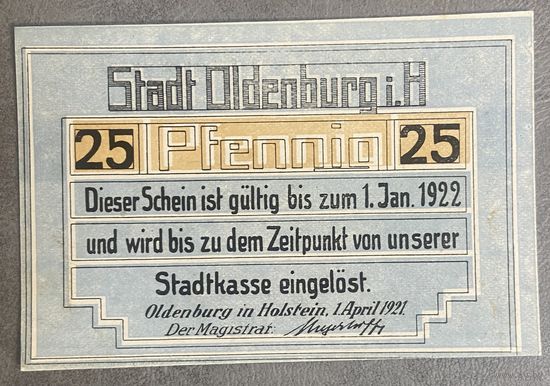 Stadt Oldenburg i. H
25 Pfennig 25
Dieser Schein ist gültig bis zum 1. Jan. 1922
und wird bis zu dem Zeitpunkt von unserer
Stadtkasse eingelöst.
Oldenburg in Holstein, 1. April 1921.
Der Magistrat: